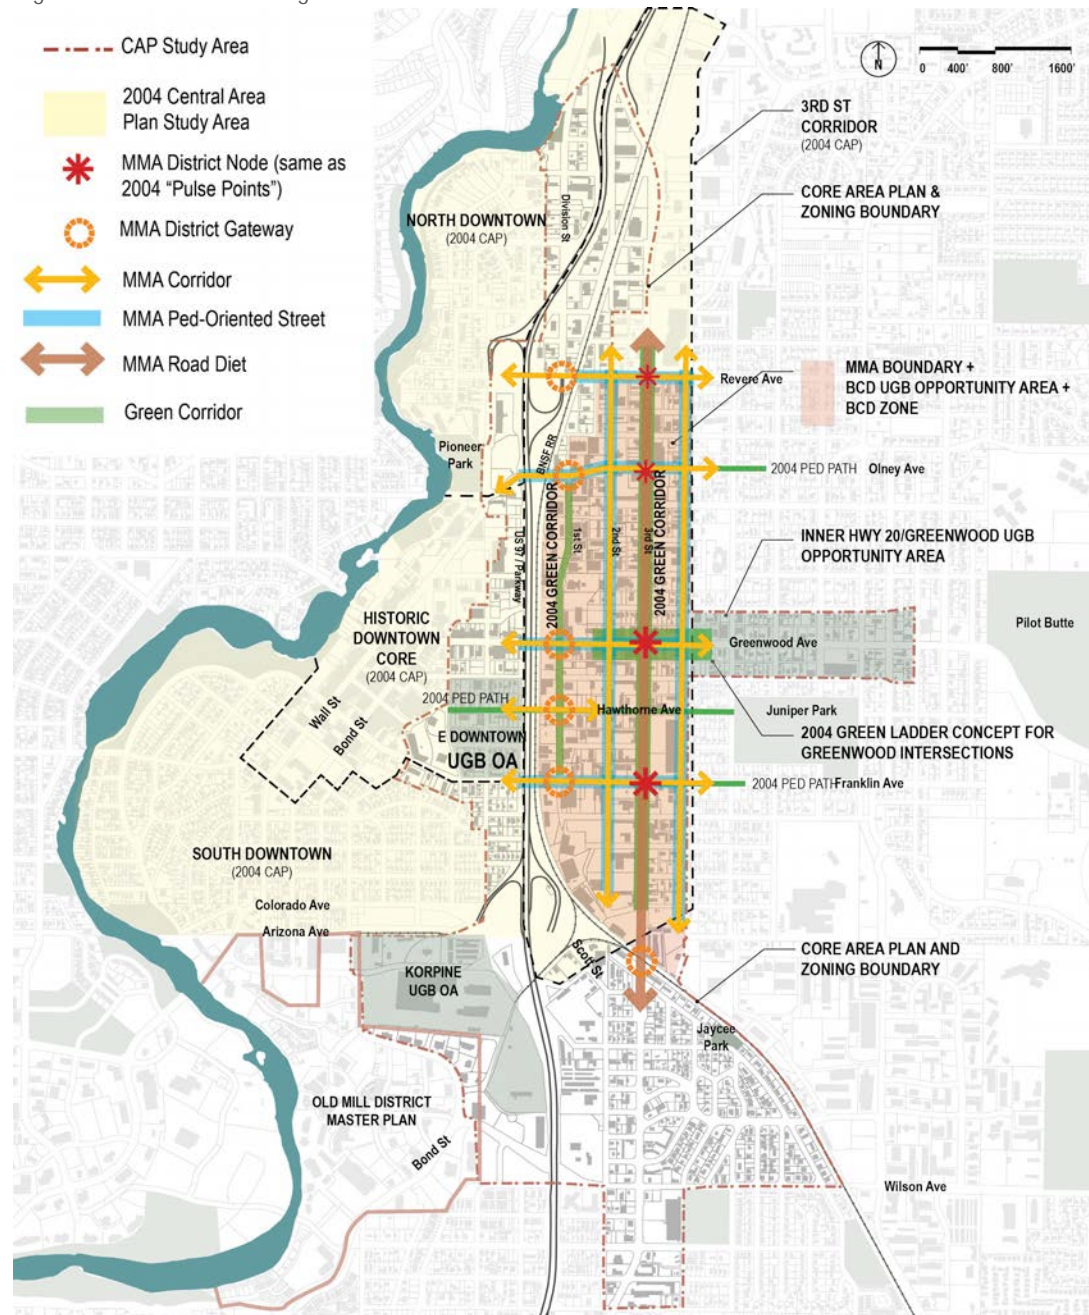 CAP Study Area
2004 Central Area
Plan Study Area
MMA District Node (same as
2004 “Pulse Points”)
MMA District Gateway
MMA Corridor
MMA Ped-Oriented Street
MMA Road Diet
Green Corridor
N
0 400' 800' 1600'
3RD ST
CORRIDOR
(2004 CAP)
CORE AREA PLAN &
ZONING BOUNDARY
NORTH DOWNTOWN
(2004 CAP)
Division St
Revere Ave
MMA BOUNDARY +
BCD UGB OPPORTUNITY AREA +
BCD ZONE
Pioneer
Park
BNSF RR
2004 PED PATH Olney Ave
2004 GREEN CORRIDOR
1st St
2nd St
3rd St
2004 GREEN CORRIDOR
US 97 / Parkway
INNER HWY 20/GREENWOOD UGB
OPPORTUNITY AREA
HISTORIC
DOWNTOWN
CORE
(2004 CAP)
Greenwood Ave
Pilot Butte
2004 PED PATH
Wall St
Bond St
Hawthorne Ave
Juniper Park
E DOWNTOWN
UGB OA
2004 GREEN LADDER CONCEPT FOR
GREENWOOD INTERSECTIONS
2004 PED PATH Franklin Ave
SOUTH DOWNTOWN
(2004 CAP)
Colorado Ave
Arizona Ave
Scott St
CORE AREA PLAN AND
ZONING BOUNDARY
KORPINE
UGB OA
Jaycee
Park
OLD MILL DISTRICT
MASTER PLAN
Bond St
Wilson Ave